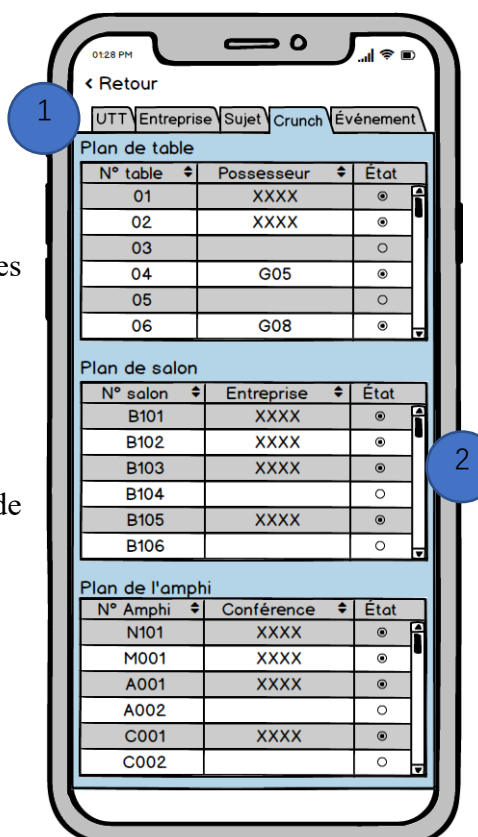 01:28 PM
< Retour
1
UTT Entreprise Sujet Crunch Événement
Plan de table
N° table Possesseur État
01 XXXX
02 XXXX
03
es
04 G05
05
06 G08
Plan de salon
N° salon Entreprise État
B101 XXXX
B102 XXXX
B103 XXXX
2
B104
de
B105 XXXX
B106
Plan de l'amphi
N° Amphi Conférence État
N101 XXXX
M001 XXXX
A001 XXXX
A002
C001 XXXX
C002